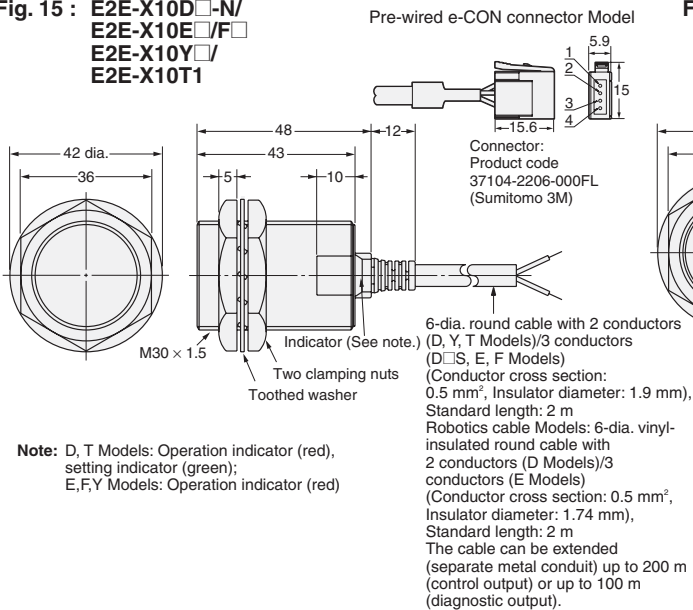 Fig. 15 : E2E-X10D□-N/
E2E-X10E□/F□
E2E-X10Y□/
E2E-X10T1
Pre-wired e-CON connector Model
F
1
2
3
4
5.9
15
15.6
Connector:
Product code
37104-2206-000FL
(Sumitomo 3M)
48
12
42 dia.
43
36
5
10
M30 × 1.5
Indicator (See note.)
Two clamping nuts
Toothed washer
6-dia. round cable with 2 conductors
(D, Y, T Models)/3 conductors
(D□S, E, F Models)
(Conductor cross section:
0.5 mm², Insulator diameter: 1.9 mm),
Standard length: 2 m
Robotics cable Models: 6-dia. vinyl-
insulated round cable with
2 conductors (D Models)/3
conductors (E Models)
(Conductor cross section: 0.5 mm²,
Insulator diameter: 1.74 mm),
Standard length: 2 m
The cable can be extended
(separate metal conduit) up to 200 m
(control output) or up to 100 m
(diagnostic output).
Note: D, T Models: Operation indicator (red),
setting indicator (green);
E,F,Y Models: Operation indicator (red)